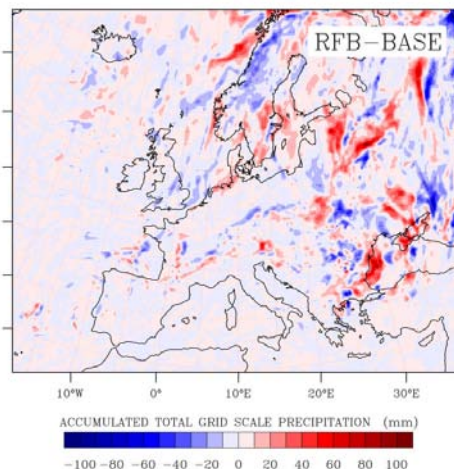 RFB-BASE
10°W 0° 10°E 20°E 30°E
ACCUMULATED TOTAL GRID SCALE PRECIPITATION (mm)
-100 -80 -60 -40 -20 0 20 40 60 80 100